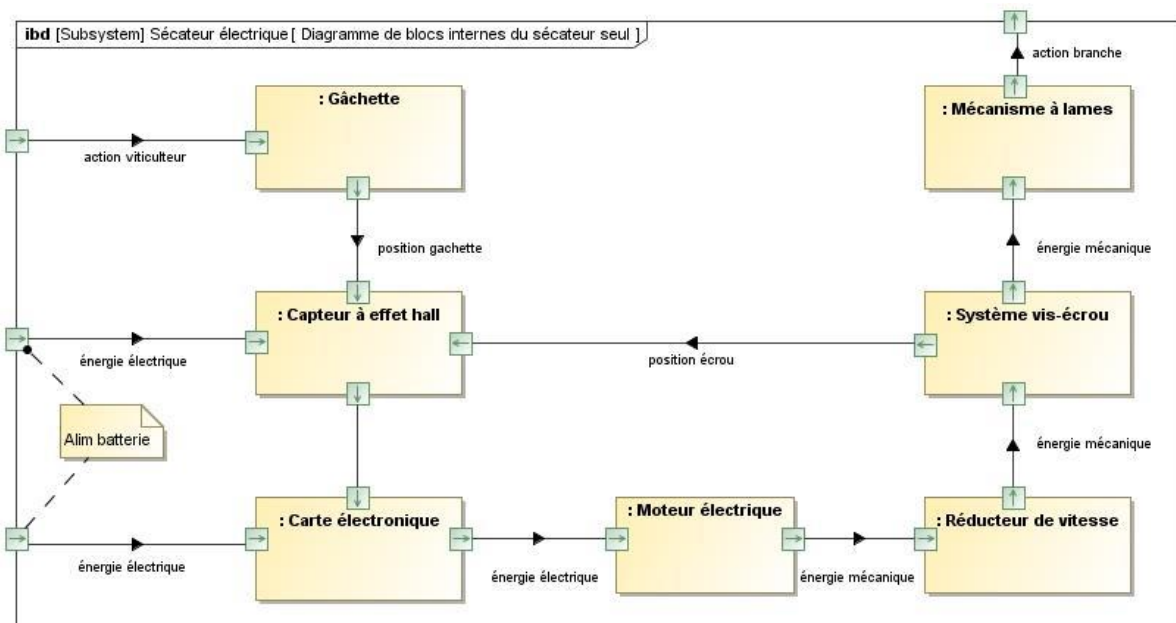 ibd [Subsystem] Sécateur électrique [ Diagramme de blocs internes du sécateur seul ]
action branche
: Gâchette
: Mécanisme à lames
action viticulteur
position gachette
énergie mécanique
: Capteur à effet hall
: Système vis-écrou
énergie électrique
position écrou
Alim batterie
énergie mécanique
: Carte électronique
: Moteur électrique
: Réducteur de vitesse
énergie électrique
énergie électrique
énergie mécanique